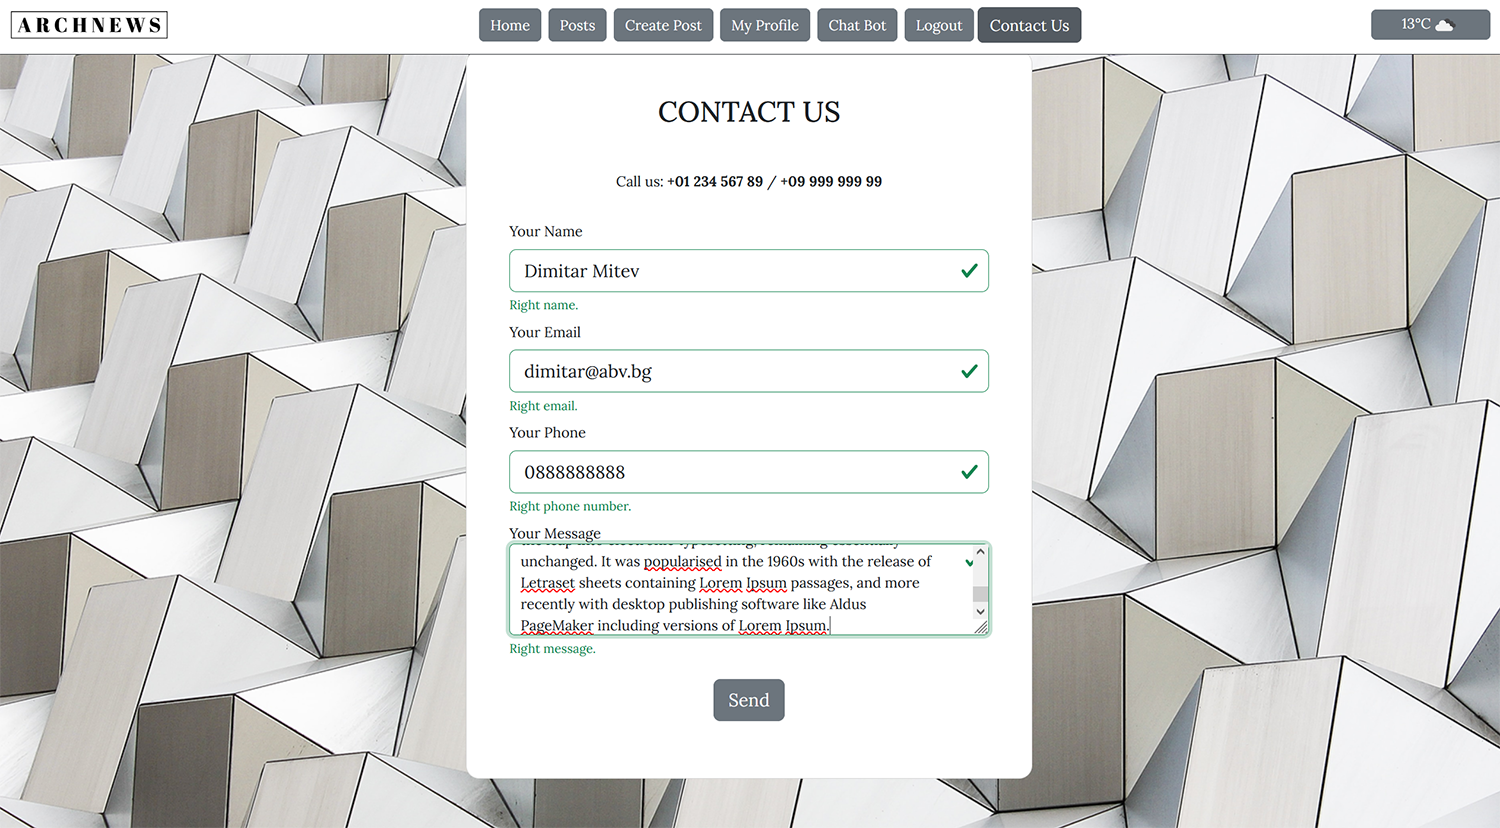 ARCHNEWS
Home
Posts
Create Post
My Profile
Chat Bot
Logout
Contact Us
13°C
CONTACT US
Call us: +01 234 567 89 / +09 999 999 99
Your Name
Dimitar Mitev
Right name.
Your Email
dimitar@abv.bg
Right email.
Your Phone
0888888888
Right phone number.
Your Message
unchanged. It was popularised in the 1960s with the release of
Letraset sheets containing Lorem Ipsum passages, and more
recently with desktop publishing software like Aldus
PageMaker including versions of Lorem Ipsum.
Right message.
Send